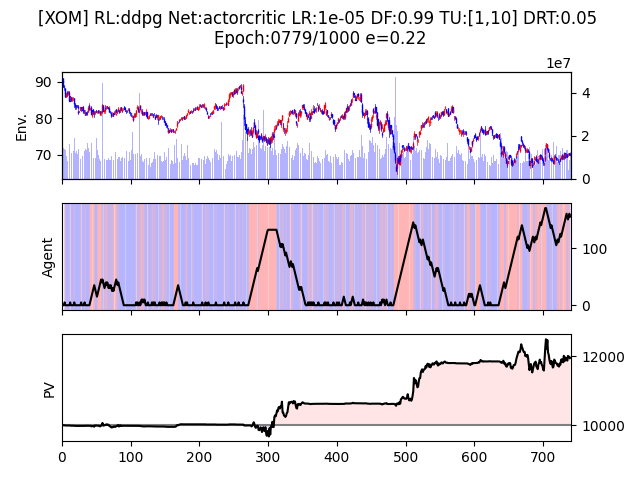 [XOM] RL:ddpg Net:actorcritic LR:1e-05 DF:0.99 TU:[1,10] DRT:0.05
Epoch:0779/1000 e=0.22
1e7
Env.
90
80
70
4
2
0
Agent
100
0
PV
12000
10000
0 100 200 300 400 500 600 700